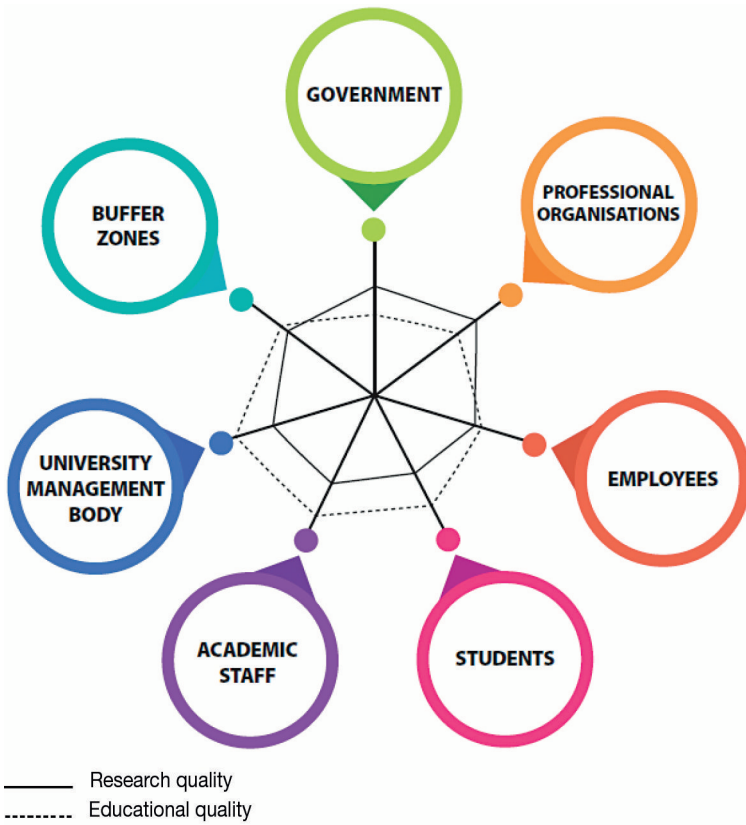 GOVERNMENT
PROFESSIONAL
ORGANISATIONS
BUFFER
ZONES
EMPLOYEES
UNIVERSITY
MANAGEMENT
BODY
ACADEMIC
STAFF
STUDENTS
Research quality
Educational quality